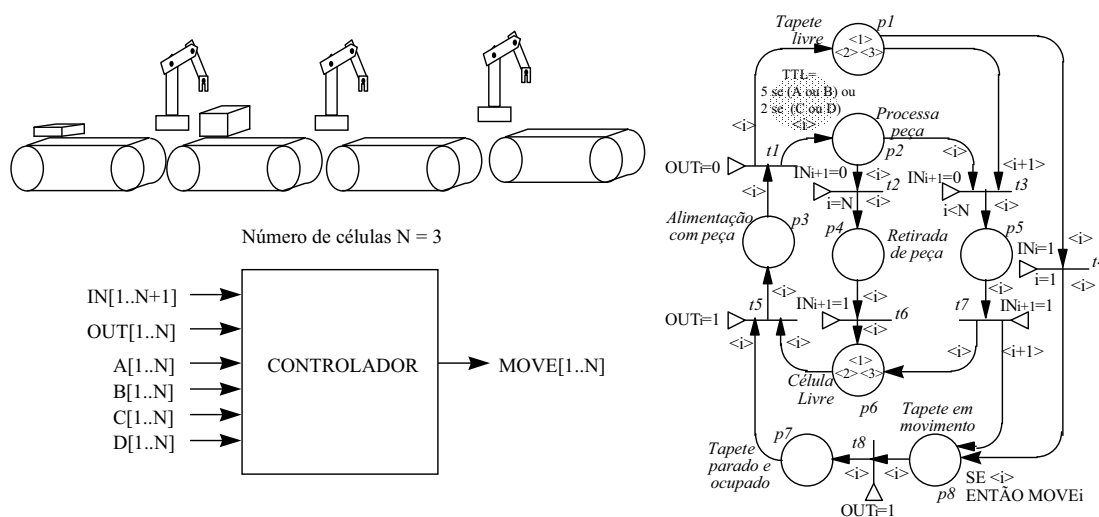 Número de células N = 3
IN[1..N+1]
OUT[1..N]
A[1..N]
B[1..N]
C[1..N]
D[1..N]
CONTROLADOR
MOVE[1..N]
Tapete
livre
p1
<1>
<2> <3>
TTL=
5 se (A ou B) ou
2 se (C ou D)
<i>
<i>
Processa
peça
p2
OUTi=0
t1
<i>
<i>
<i+1>
INi+1=0
t2
i=N
<i>
<i>
INi+1=0
t3
i<N
<i>
Alimentação
com peça
p3
p4
Retirada
de peça
p5
<i>
INi=1
t4
i=1
<i>
OUTi=1
t5
<i>
<i>
INi+1=1
t6
<i>
<i>
t7
INi+1=1
<i>
<i>
<i+1>
<1>
<2> <3>
Célula
Livre
p6
Tapete
parado e
ocupado
p7
t8
<i>
<i>
OUTi=1
Tapete em
movimento
p8
SE <i>
ENTÃO MOVEi